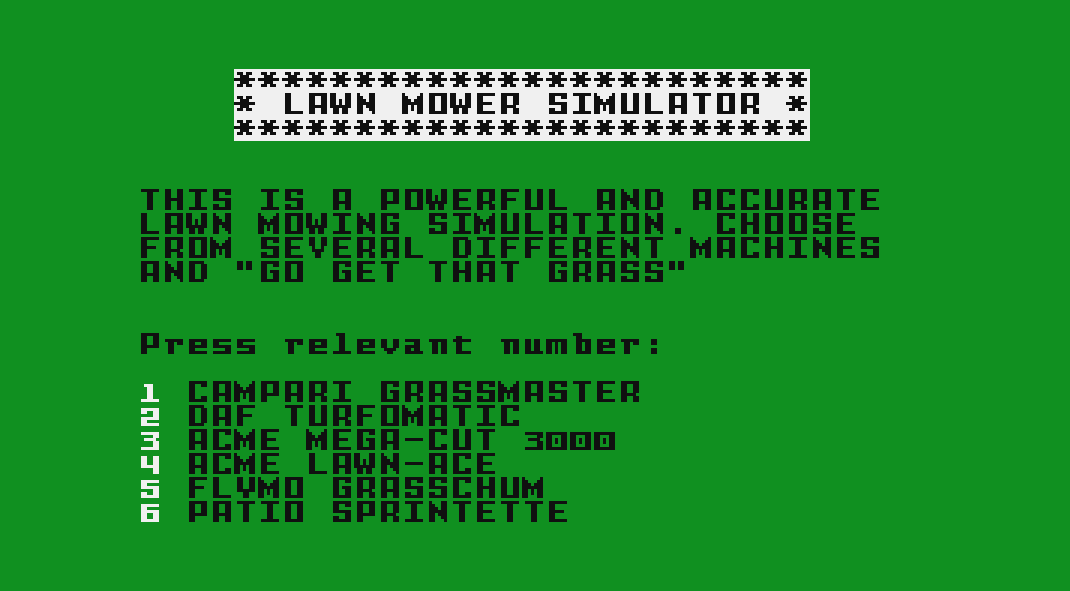 ************************
* LAWN MOWER SIMULATOR *
************************
THIS IS A POWERFUL AND ACCURATE
LAWN MOWING SIMULATION. CHOOSE
FROM SEVERAL DIFFERENT MACHINES
AND "GO GET THAT GRASS"
Press relevant number:
1 CAMPARI GRASSMASTER
2 DAF TURFOMATIC
3 ACME MEGA-CUT 3000
4 ACME LAWN-ACE
5 FLYMO GRASSCHUM
6 PATIO SPRINTETTE